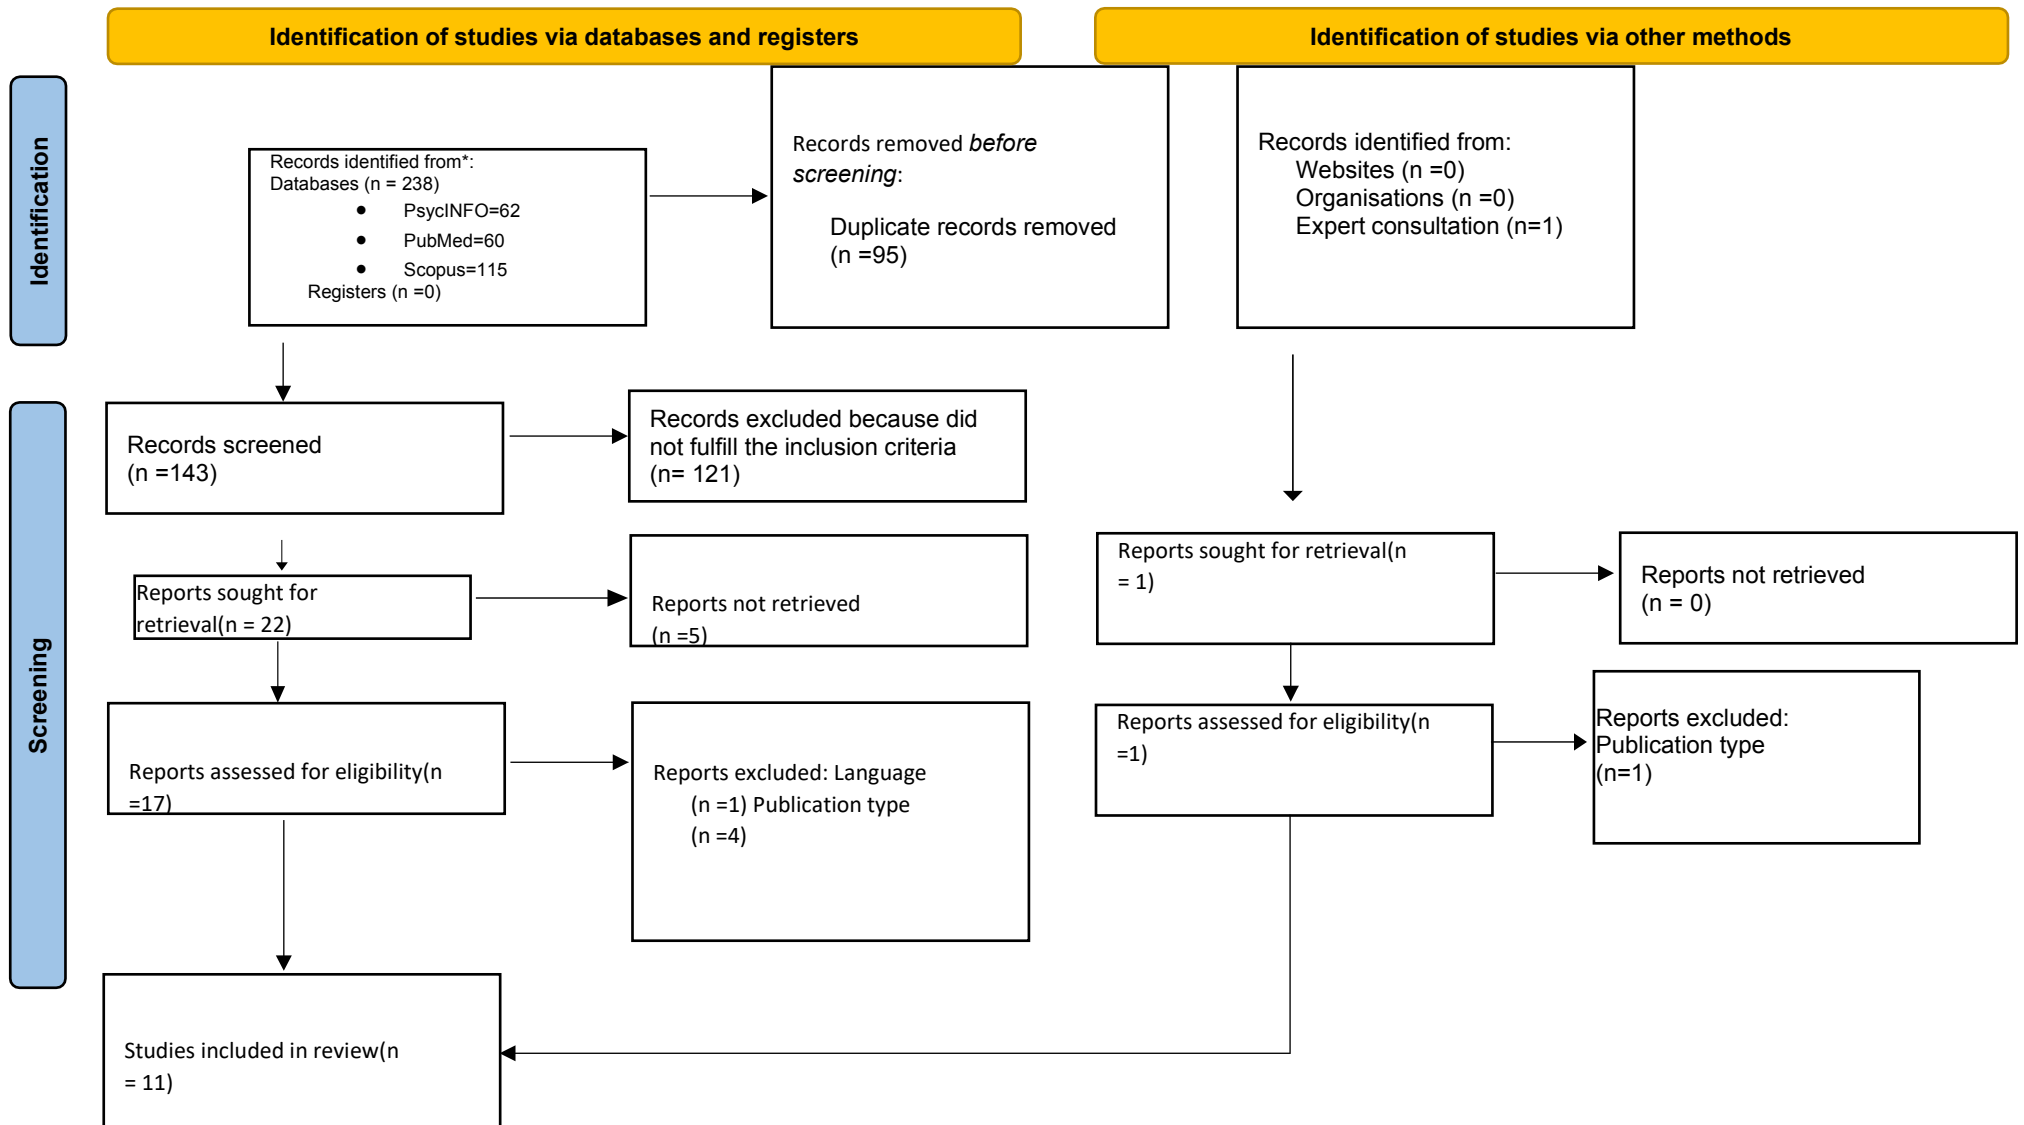 Identification of studies via databases and registers
Identification of studies via other methods
Identification
Records identified from*:
Databases (n = 238)
● PsycINFO=62
● PubMed=60
● Scopus=115
Registers (n =0)
Records removed before
screening:
Duplicate records removed
(n =95)
Records identified from:
Websites (n =0)
Organisations (n =0)
Expert consultation (n=1)
Screening
Records screened
(n =143)
Records excluded because did
not fulfill the inclusion criteria
(n= 121)
Reports sought for
retrieval(n = 22)
Reports not retrieved
(n =5)
Reports sought for retrieval(n
= 1)
Reports not retrieved
(n = 0)
Reports assessed for eligibility(n
=17)
Reports excluded: Language
(n =1) Publication type
(n =4)
Reports assessed for eligibility(n
=1)
Reports excluded:
Publication type
(n=1)
Studies included in review(n
= 11)